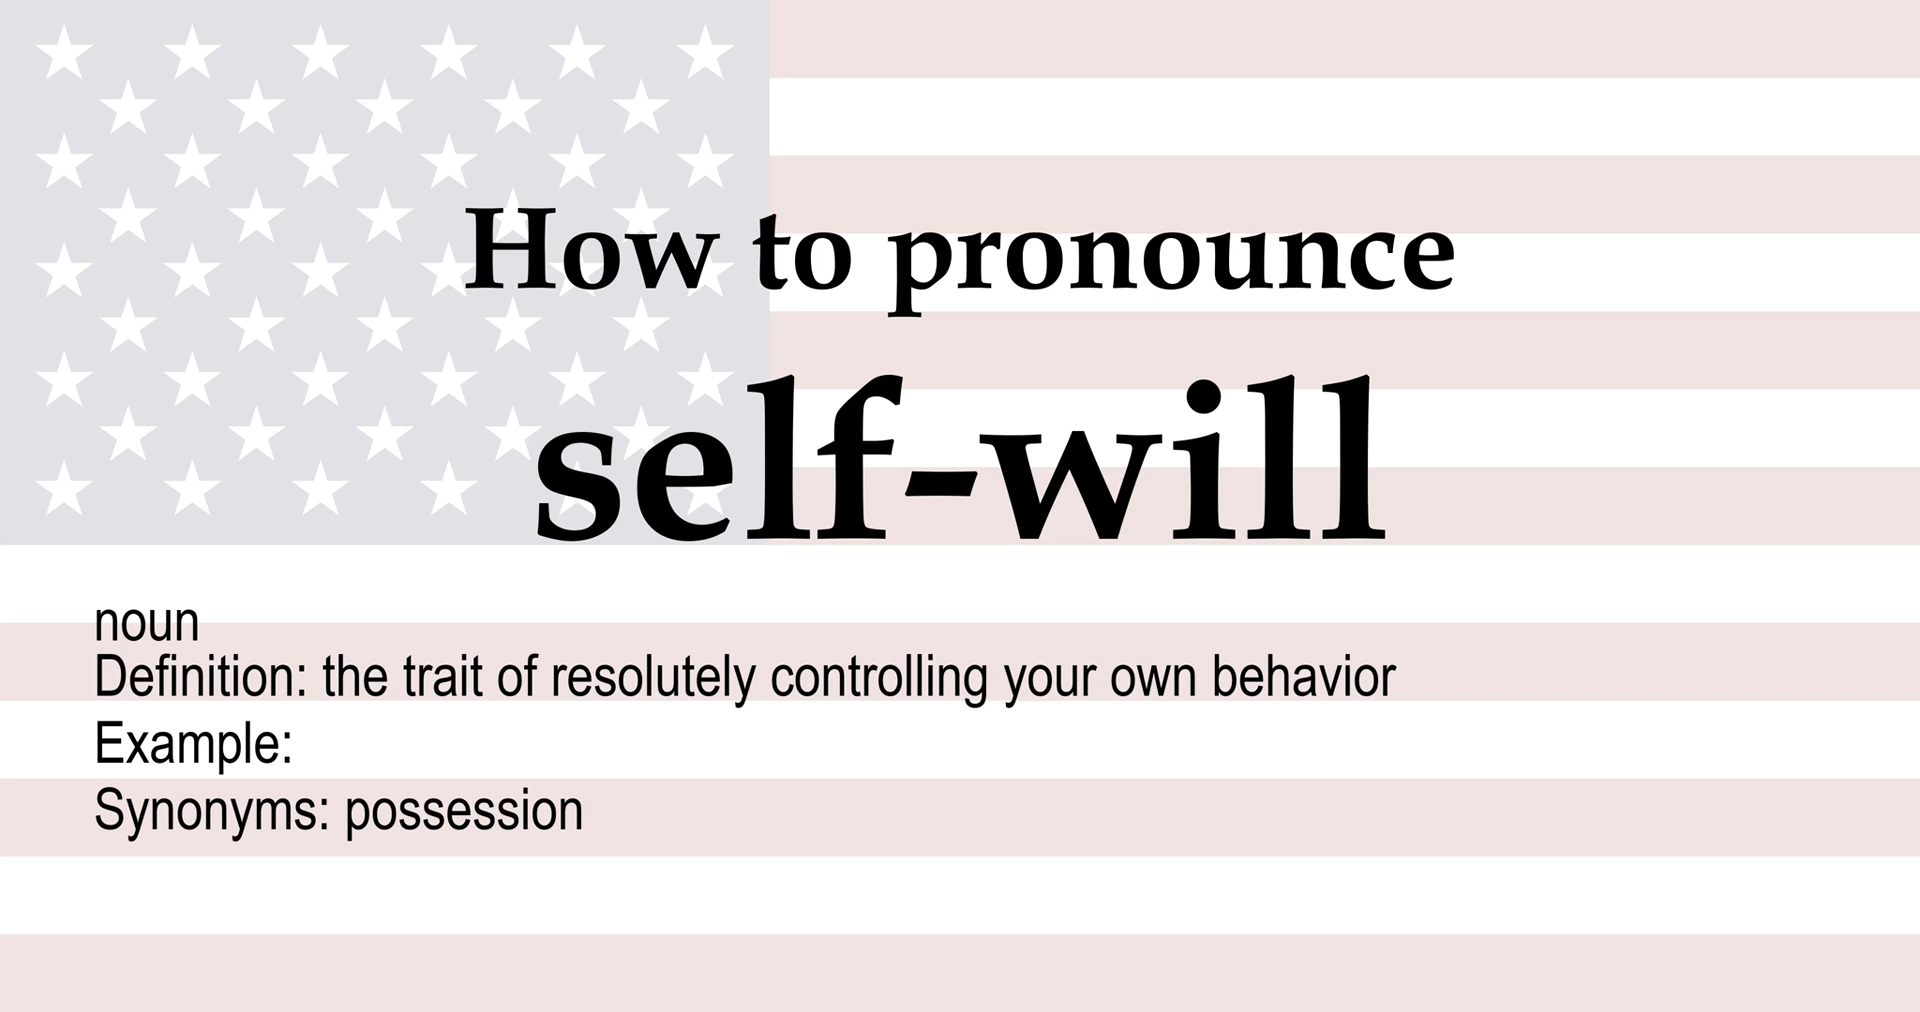 How to pronounce
self-will
noun
Definition: the trait of resolutely controlling your own behavior
Example:
Synonyms: possession